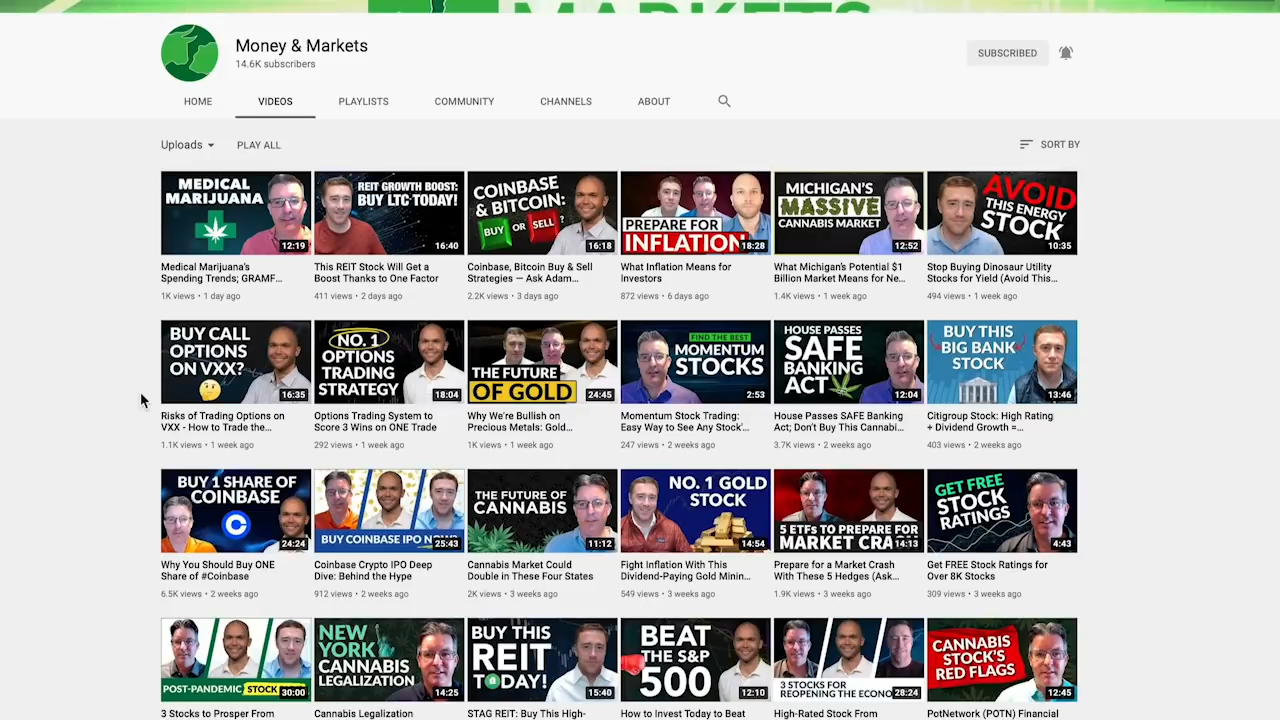 MARKETS
Money & Markets
14.6K subscribers
SUBSCRIBED
HOME
VIDEOS
PLAYLISTS
COMMUNITY
CHANNELS
ABOUT
Uploads
PLAY ALL
SORT BY
MEDICAL
MARIJUANA
12:19
REIT GROWTH BOOST:
BUY LTC TODAY!
16:40
COINBASE
& BITCOIN:
BUY OR SELL ?
16:18
PREPARE FOR
INFLATION
18:28
MICHIGAN'S
MASSIVE
CANNABIS MARKET
12:52
AVOID
THIS ENERGY
STOCK
10:35
Medical Marijuana's
Spending Trends; GRAMF...
1K views • 1 day ago
This REIT Stock Will Get a
Boost Thanks to One Factor
411 views • 2 days ago
Coinbase, Bitcoin Buy & Sell
Strategies — Ask Adam...
2.2K views • 3 days ago
What Inflation Means for
Investors
872 views • 6 days ago
What Michigan's Potential $1
Billion Market Means for Ne...
1.4K views • 1 week ago
Stop Buying Dinosaur Utility
Stocks for Yield (Avoid This...
494 views • 1 week ago
BUY CALL
OPTIONS
ON VXX?
16:35
NO. 1
OPTIONS
TRADING
STRATEGY
18:04
THE FUTURE
OF GOLD
24:45
FIND THE BEST
MOMENTUM
STOCKS
2:53
HOUSE PASSES
SAFE
BANKING
ACT
12:04
BUY THIS
BIG BANK
STOCK
13:46
Risks of Trading Options on
VXX - How to Trade the...
1.1K views • 1 week ago
Options Trading System to
Score 3 Wins on ONE Trade
292 views • 1 week ago
Why We're Bullish on
Precious Metals: Gold...
1K views • 1 week ago
Momentum Stock Trading:
Easy Way to See Any Stock'...
247 views • 2 weeks ago
House Passes SAFE Banking
Act; Don't Buy This Cannabi...
3.7K views • 2 weeks ago
Citigroup Stock: High Rating
+ Dividend Growth =...
403 views • 2 weeks ago
BUY 1 SHARE OF
COINBASE
24:24
BUY COINBASE IPO NOW?
25:43
THE FUTURE OF
CANNABIS
11:12
NO. 1 GOLD
STOCK
14:54
5 ETFs TO PREPARE FOR
MARKET CRASH
14:13
GET FREE
STOCK
RATINGS
4:43
Why You Should Buy ONE
Share of #Coinbase
6.5K views • 2 weeks ago
Coinbase Crypto IPO Deep
Dive: Behind the Hype
912 views • 2 weeks ago
Cannabis Market Could
Double in These Four States
2K views • 3 weeks ago
Fight Inflation With This
Dividend-Paying Gold Minin...
549 views • 3 weeks ago
Prepare for a Market Crash
With These 5 Hedges (Ask...
1.9K views • 3 weeks ago
Get FREE Stock Ratings for
Over 8K Stocks
309 views • 3 weeks ago
POST-PANDEMIC STOCK
30:00
NEW
YORK
CANNABIS
LEGALIZATION
14:25
BUY THIS
REIT
TODAY!
15:40
BEAT
THE S&P
500
12:10
3 STOCKS FOR
REOPENING THE ECONO
28:24
CANNABIS
STOCK'S
RED FLAGS
12:45
3 Stocks to Prosper From
Cannabis Legalization
STAG REIT: Buy This High-
How to Invest Today to Beat
High-Rated Stock From
PotNetwork (POTN) Financial